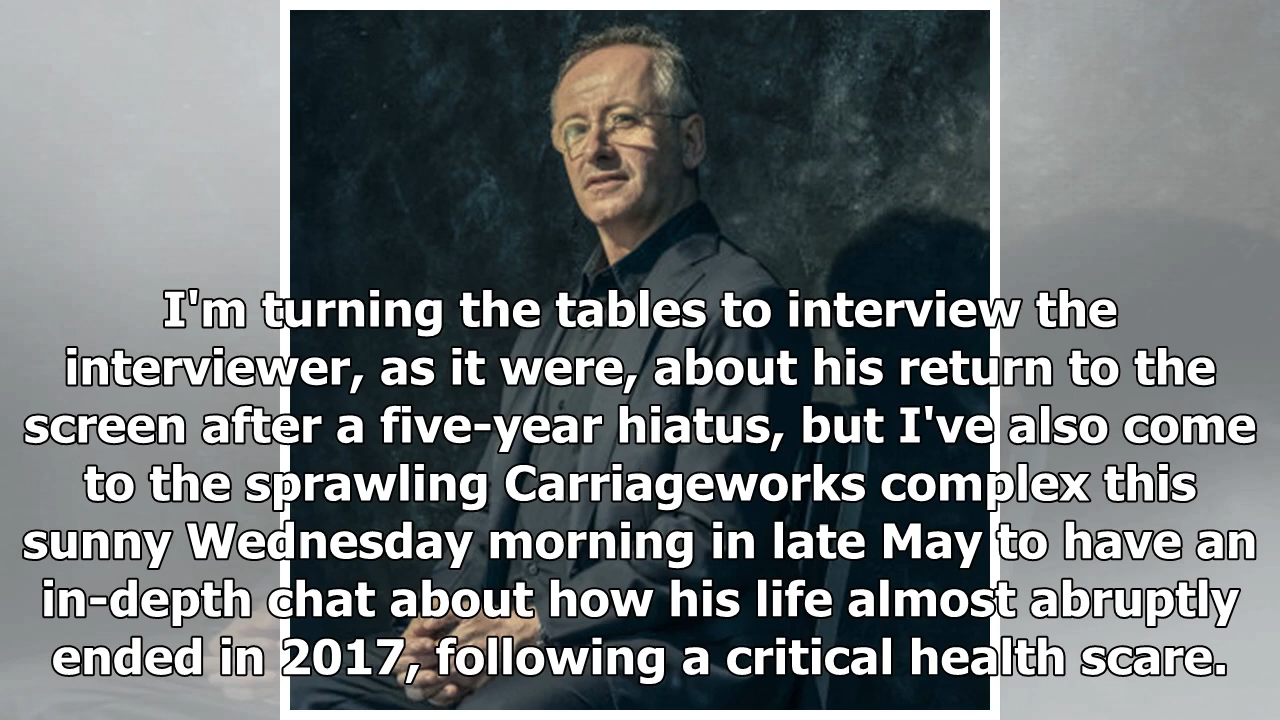 I'm turning the tables to interview the
interviewer, as it were, about his return to the
screen after a five-year hiatus, but I've also come
to the sprawling Carriageworks complex this
sunny Wednesday morning in late May to have an
in-depth chat about how his life almost abruptly
ended in 2017, following a critical health scare.